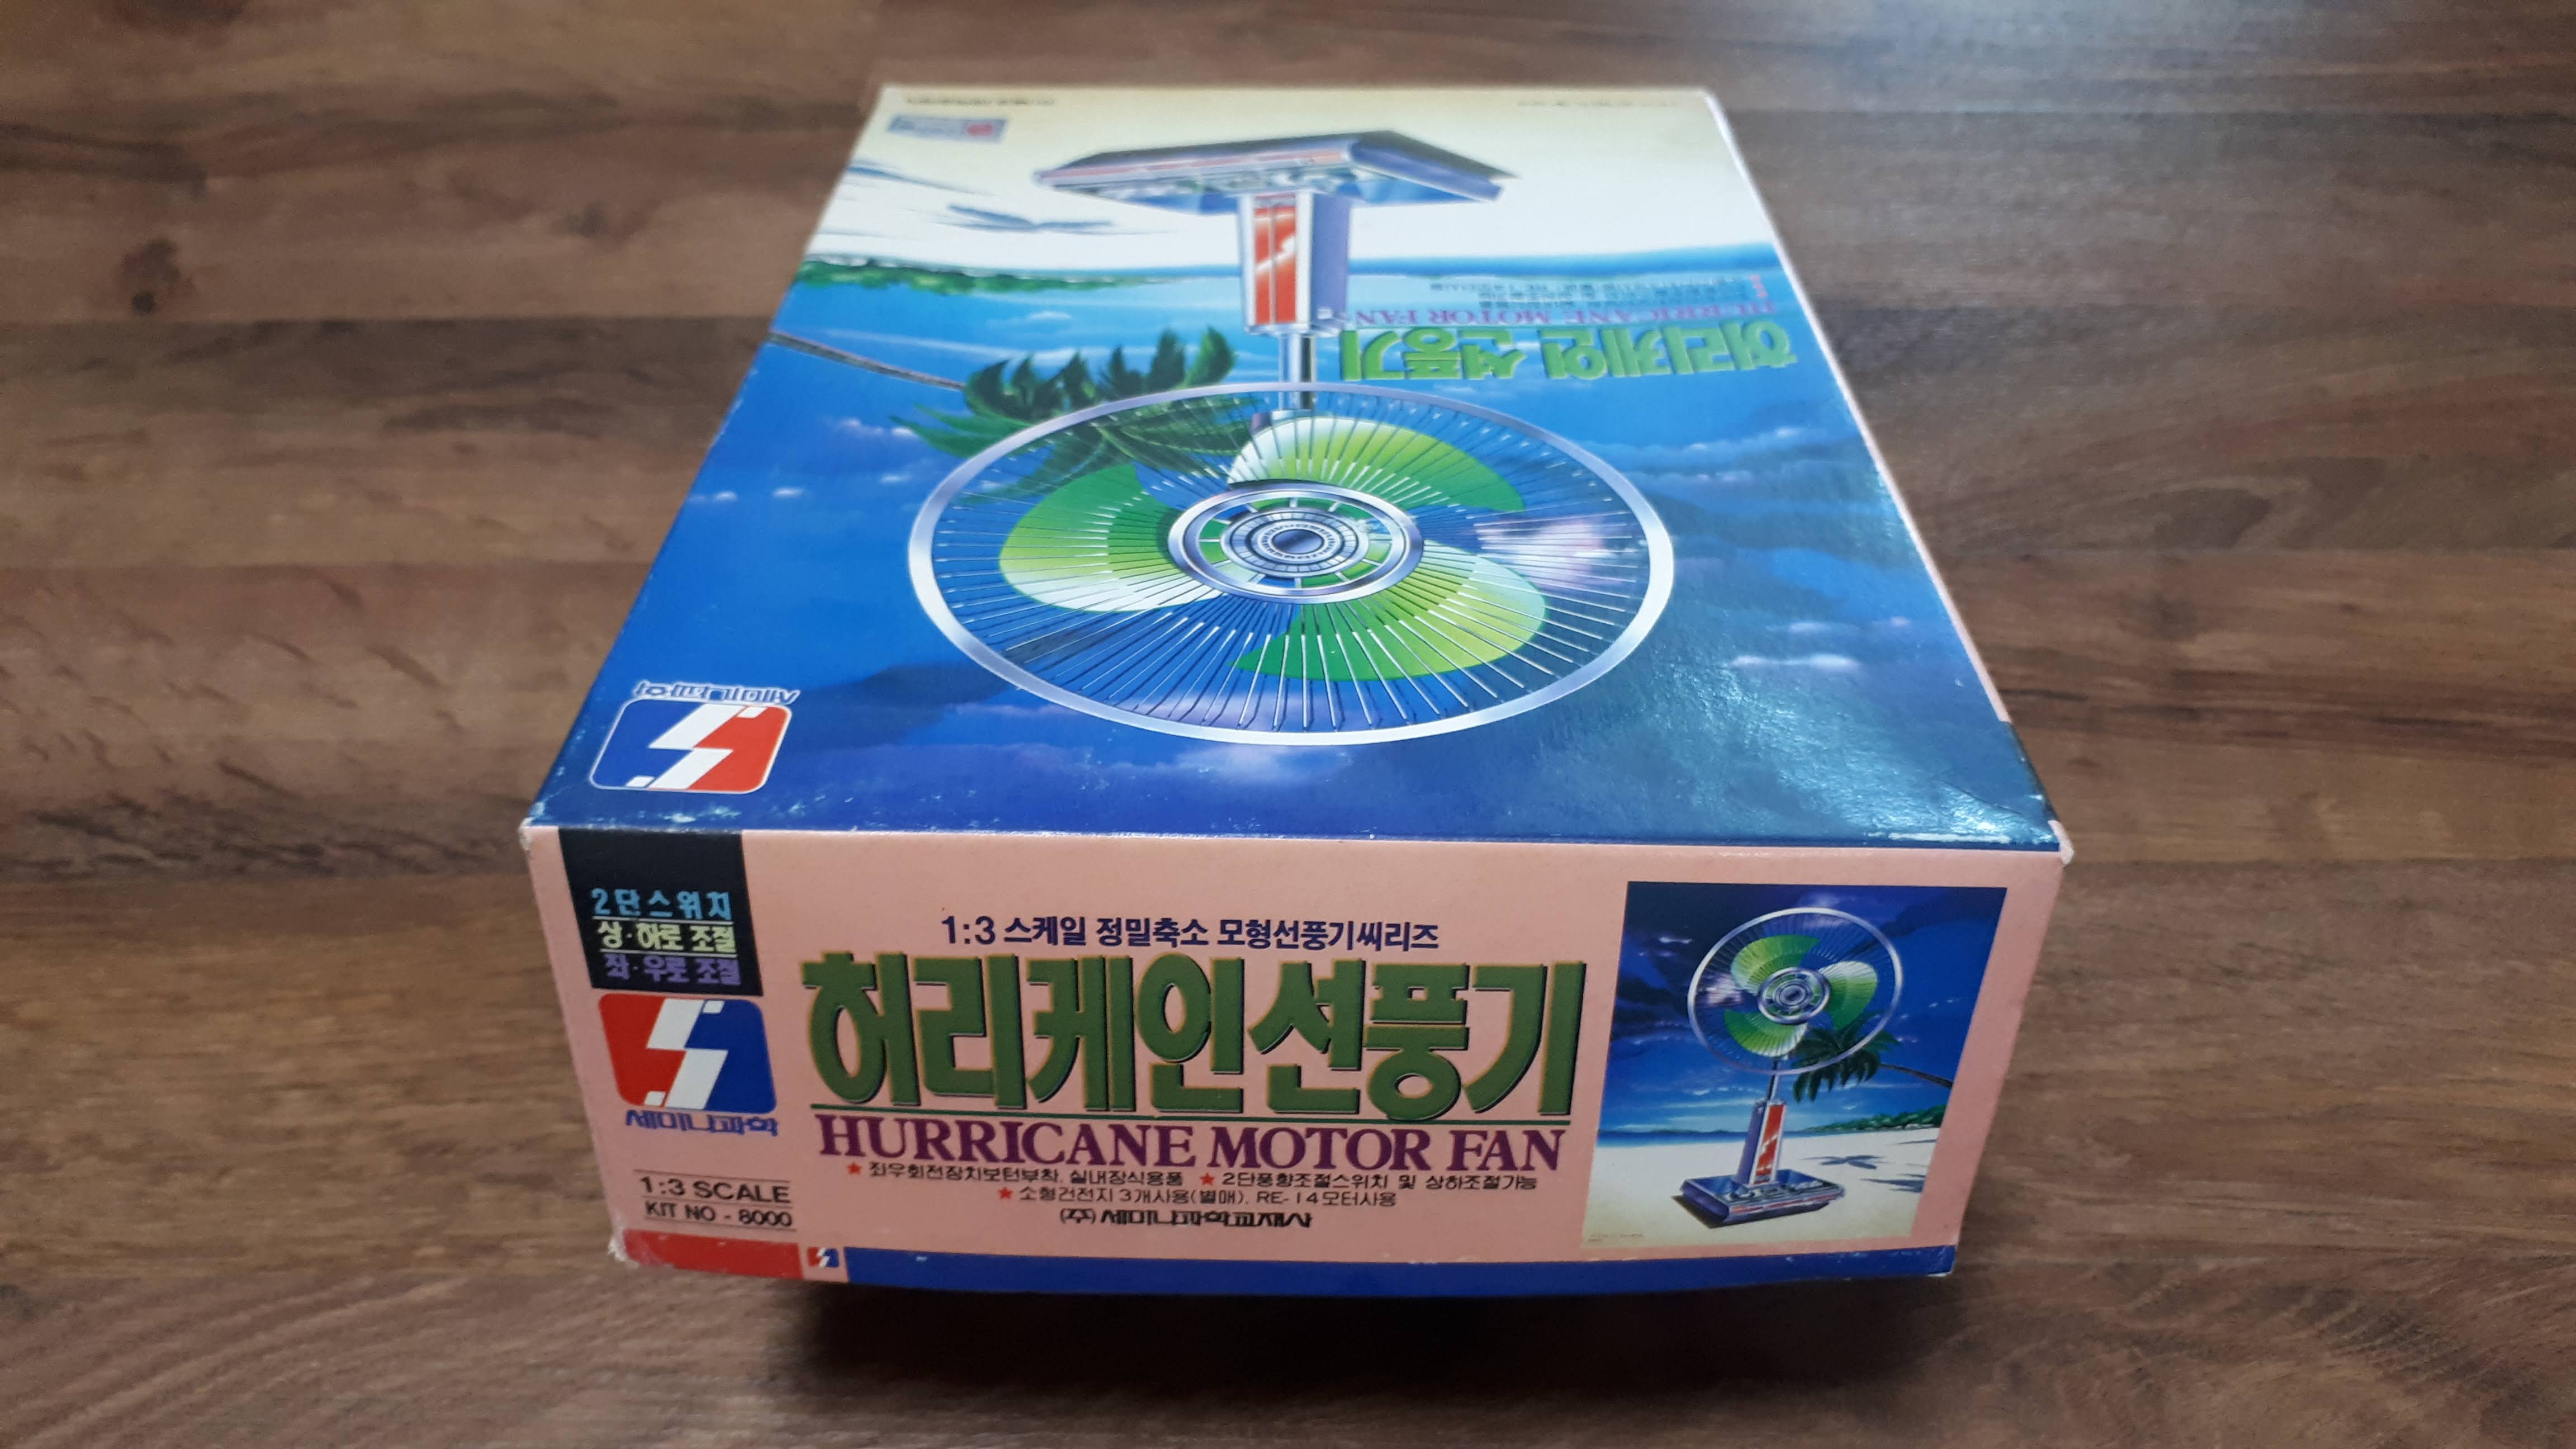 허리케인 선풍기
HURRICANE MOTOR FAN
세미나과학
2단스위치
상·하로 조절
좌·우로 조절
세미나과학
1:3 SCALE
KIT NO - 8000
1:3 스케일 정밀축소 모형선풍기씨리즈
허리케인선풍기
HURRICANE MOTOR FAN
★ 좌우회전장치보턴부착. 실내장식용품 ★ 2단풍향조절스위치 및 상하조절가능
★ 소형건전지 3개사용(별매). RE-14모터사용
(주) 세미나과학교재사